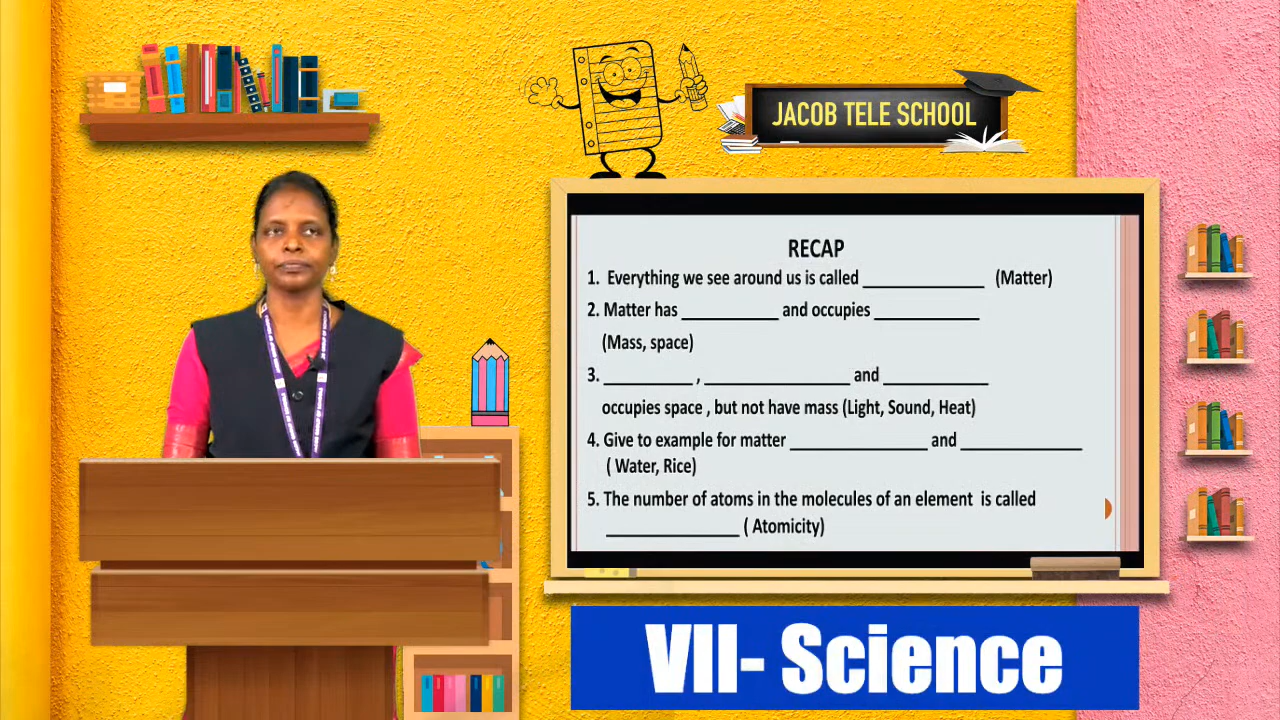 JACOB TELE SCHOOL
RECAP
1. Everything we see around us is called ____________ (Matter)
2. Matter has __________ and occupies ___________
(Mass, space)
3. _________ , _______________ and ___________
occupies space , but not have mass (Light, Sound, Heat)
4. Give to example for matter ______________ and ____________
( Water, Rice)
5. The number of atoms in the molecules of an element is called
______________ ( Atomicity)
VII- Science